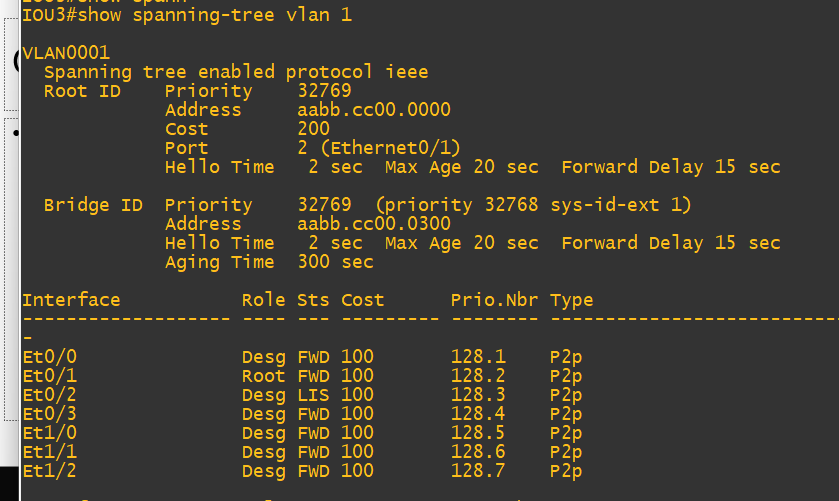 IOU3#show spanning-tree vlan 1
VLAN0001
Spanning tree enabled protocol ieee
Root ID Priority 32769
Address aabb.cc00.0000
Cost 200
Port 2 (Ethernet0/1)
Hello Time 2 sec Max Age 20 sec Forward Delay 15 sec
Bridge ID Priority 32769 (priority 32768 sys-id-ext 1)
Address aabb.cc00.0300
Hello Time 2 sec Max Age 20 sec Forward Delay 15 sec
Aging Time 300 sec
Interface Role Sts Cost Prio.Nbr Type
------------------- ---- --- --------- -------- ---------------------------
-
Et0/0 Desg FWD 100 128.1 P2p
Et0/1 Root FWD 100 128.2 P2p
Et0/2 Desg LIS 100 128.3 P2p
Et0/3 Desg FWD 100 128.4 P2p
Et1/0 Desg FWD 100 128.5 P2p
Et1/1 Desg FWD 100 128.6 P2p
Et1/2 Desg FWD 100 128.7 P2p